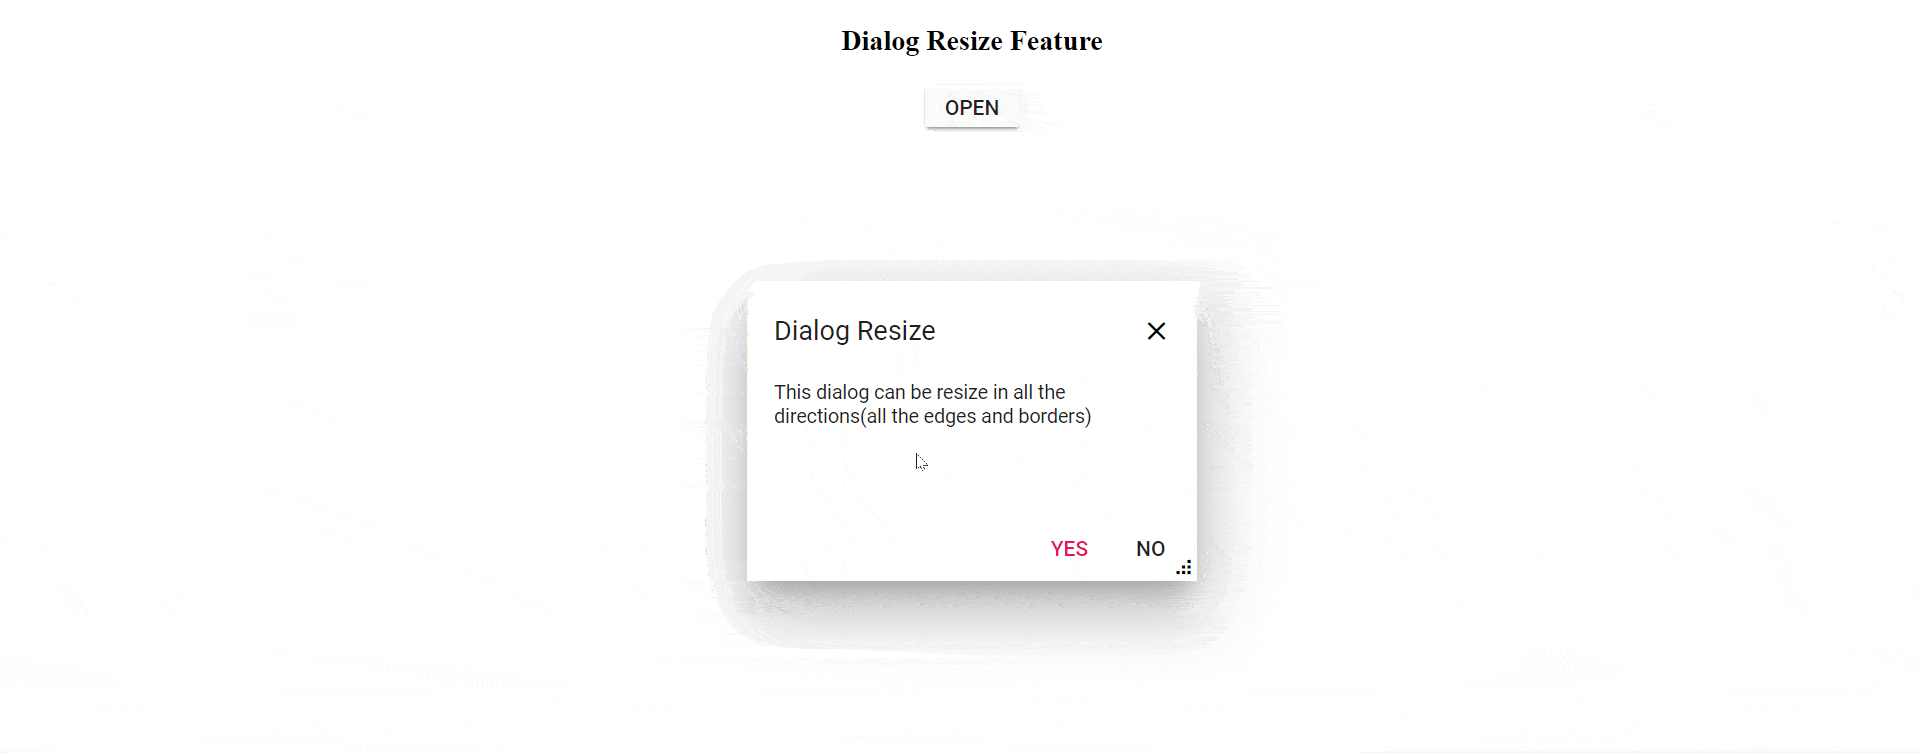 Dialog Resize Feature
OPEN
Dialog Resize
This dialog can be resize in all the
directions(all the edges and borders)
YES NO